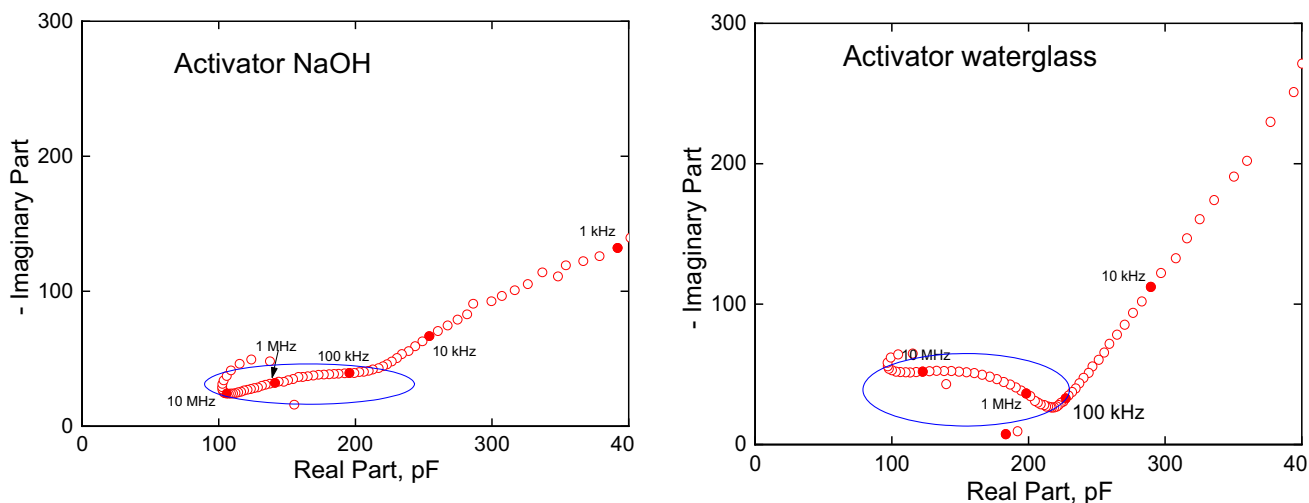 300
Activator NaOH
200
- Imaginary Part
1 kHz
100
1 MHz
100 kHz
10 kHz
10 MHz
0
0
100
200
300
40
Real Part, pF
300
Activator waterglass
200
- Imaginary Part
10 kHz
100
10 MHz
1 MHz
100 kHz
0
0
100
200
300
40
Real Part, pF